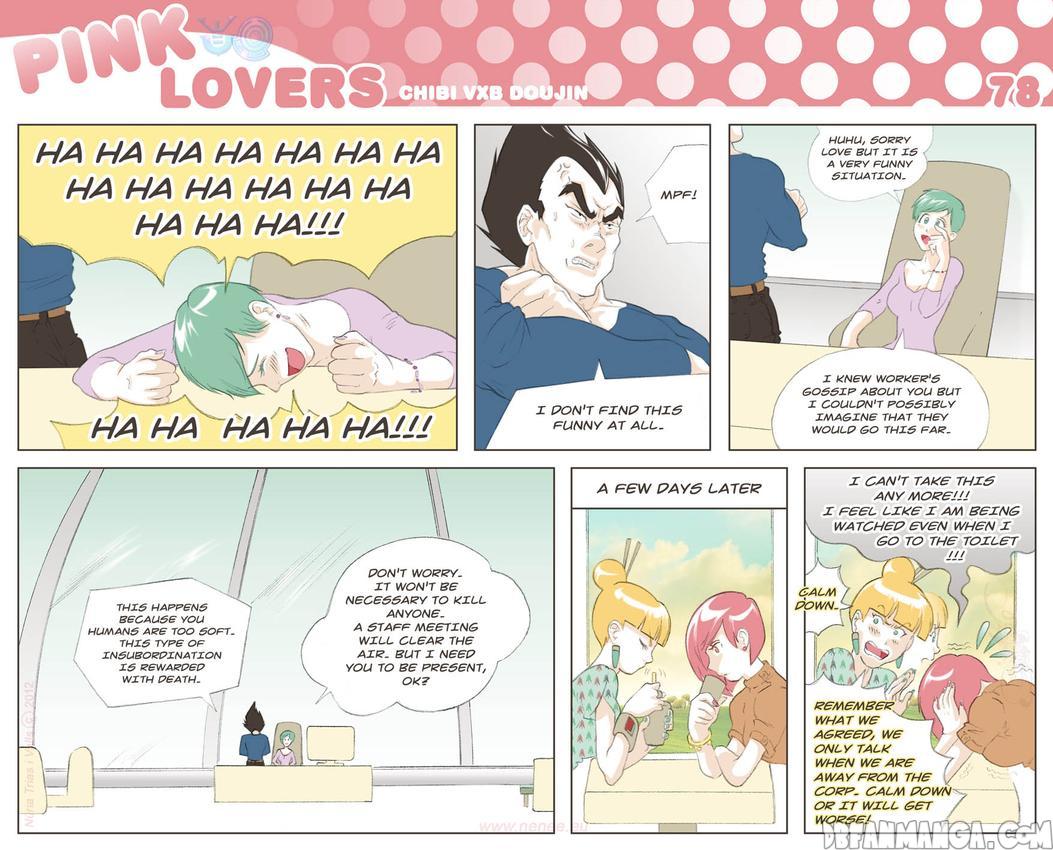 PINK
LOVERS
CHIBI VXB DOUJIN
78
HA HA HA HA HA HA HA
HA HA HA HA HA HA
HA HA HA!!!
HA HA HA HA HA!!!
MPF!
I DON'T FIND THIS
FUNNY AT ALL.
HUHU, SORRY
LOVE BUT IT IS
A VERY FUNNY
SITUATION.
I KNEW WORKER'S
GOSSIP ABOUT YOU BUT
I COULDN'T POSSIBLY
IMAGINE THAT THEY
WOULD GO THIS FAR.
THIS HAPPENS
BECAUSE YOU
HUMANS ARE TOO SOFT.
THIS TYPE OF
INSUBORDINATION
IS REWARDED
WITH DEATH.
DON'T WORRY.
IT WON'T BE
NECESSARY TO KILL
ANYONE.
A STAFF MEETING
WILL CLEAR THE
AIR. BUT I NEED
YOU TO BE PRESENT,
OK?
A FEW DAYS LATER
I CAN'T TAKE THIS
ANY MORE!!!
I FEEL LIKE I AM BEING
WATCHED EVEN WHEN I
GO TO THE TOILET
!!!
CALM
DOWN.
REMEMBER
WHAT WE
AGREED, WE
ONLY TALK
WHEN WE ARE
AWAY FROM THE
CORP. CALM DOWN
OR IT WILL GET
WORSE!
www.nenee.eu
DBFANMANGA.COM